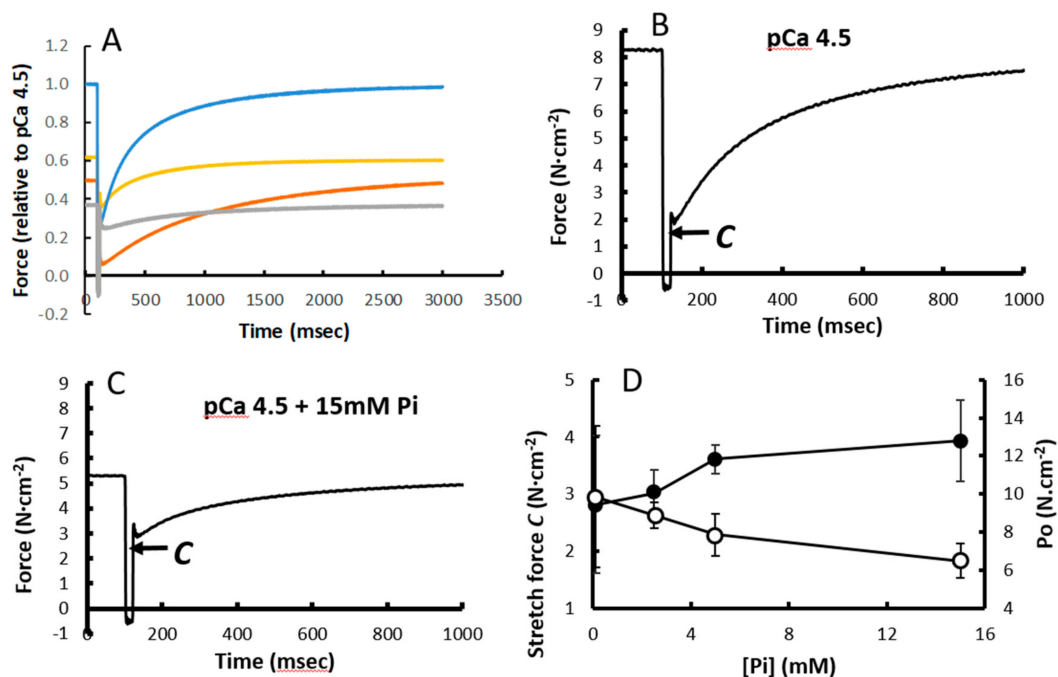 A
1.2
1.0
0.8
0.6
0.4
0.2
0.0
-0.2
Force (relative to pCa 4.5)
0 500 1000 1500 2000 2500 3000 3500
Time (msec)
B
pCa 4.5
9
8
7
6
5
4
3
2
1
0
-1
Force (N·cm-2)
C
0 200 400 600 800 1000
Time (msec)
C
pCa 4.5 + 15mM Pi
9
8
7
6
5
4
3
2
1
0
-1
Force (N·cm-2)
C
0 200 400 600 800 1000
Time (msec)
D
5
4
3
2
1
Stretch force C (N·cm-2)
16
14
12
10
8
6
4
Po (N.cm-2)
0 4 8 12 16
[Pi] (mM)